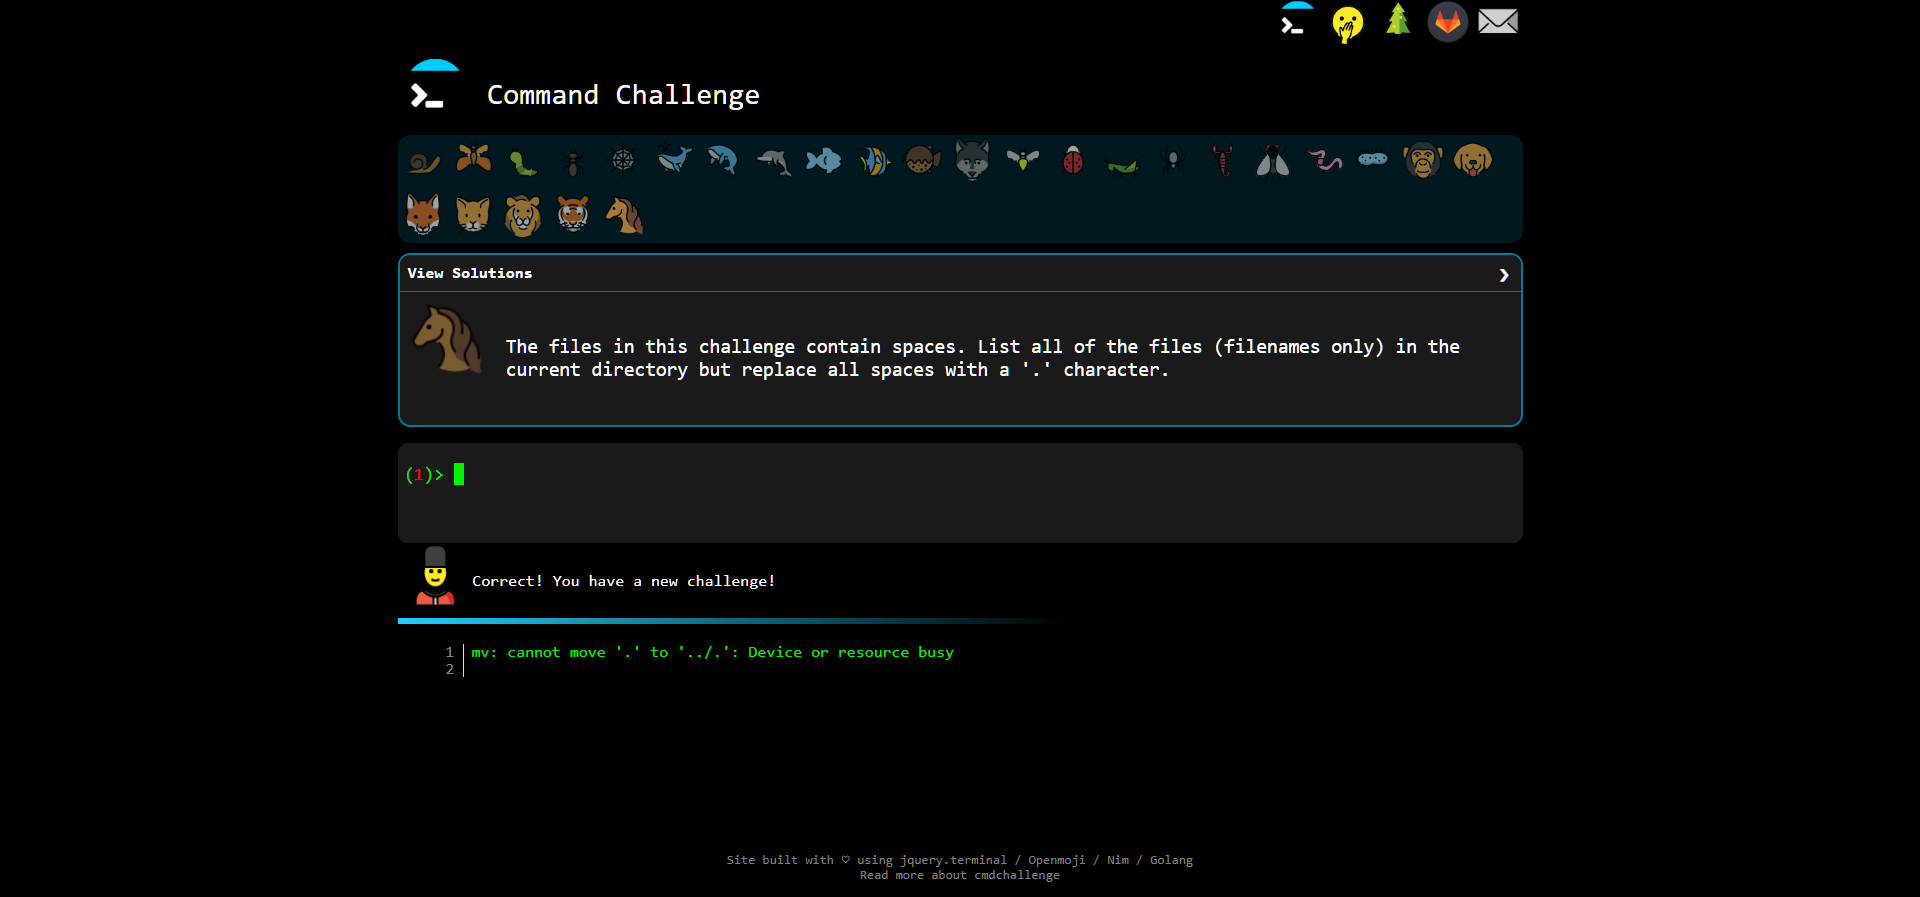 Command Challenge
View Solutions
The files in this challenge contain spaces. List all of the files (filenames only) in the
current directory but replace all spaces with a '.' character.
(1)>
Correct! You have a new challenge!
1 mv: cannot move '.' to '../.': Device or resource busy
2
Site built with ♡ using jquery.terminal / Openmoji / Nim / Golang
Read more about cmdchallenge